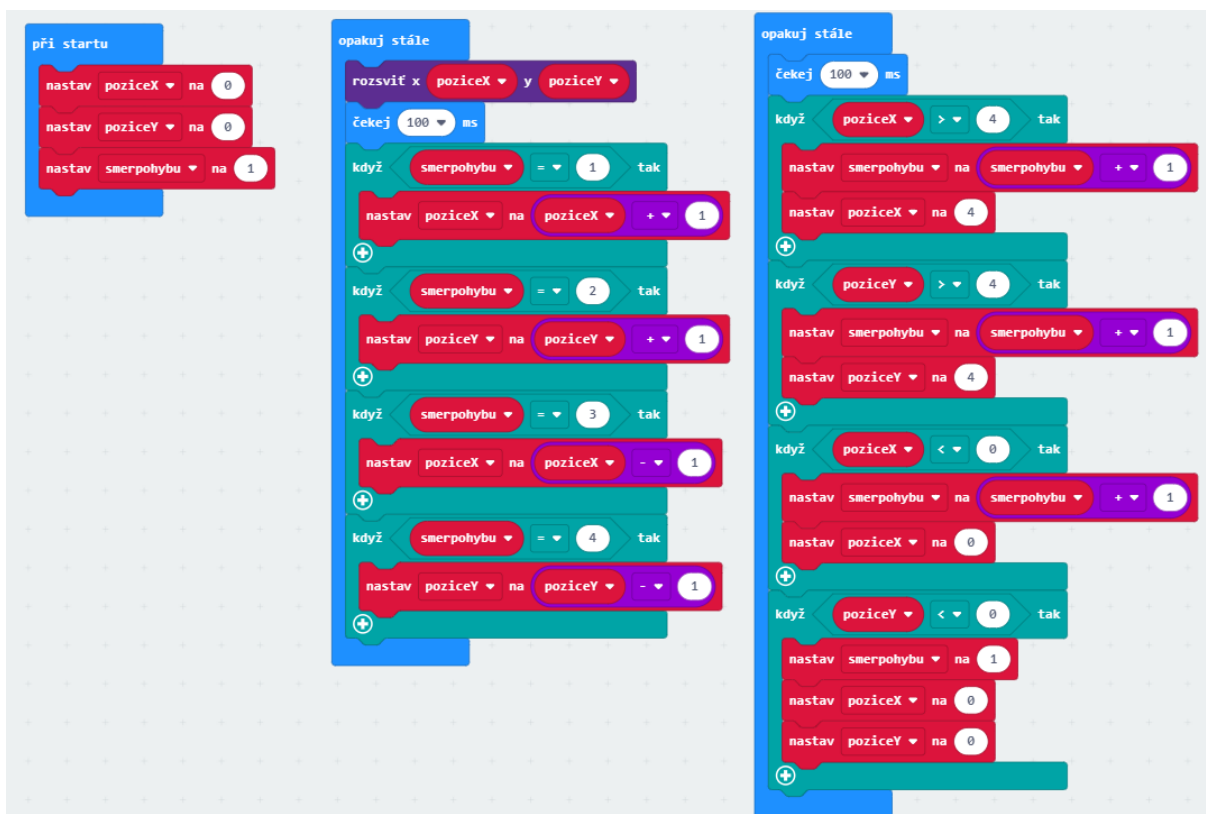 při startu
nastav poziceX na 0
nastav poziceY na 0
nastav smerpohybu na 1
opakuj stále
rozsviť x poziceX y poziceY
čekej 100 ms
když smerpohybu = 1 tak
nastav poziceX na poziceX + 1
když smerpohybu = 2 tak
nastav poziceY na poziceY + 1
když smerpohybu = 3 tak
nastav poziceX na poziceX - 1
když smerpohybu = 4 tak
nastav poziceY na poziceY - 1
opakuj stále
čekej 100 ms
když poziceX > 4 tak
nastav smerpohybu na smerpohybu + 1
nastav poziceX na 4
když poziceY > 4 tak
nastav smerpohybu na smerpohybu + 1
nastav poziceY na 4
když poziceX < 0 tak
nastav smerpohybu na smerpohybu + 1
nastav poziceX na 0
když poziceY < 0 tak
nastav smerpohybu na 1
nastav poziceX na 0
nastav poziceY na 0